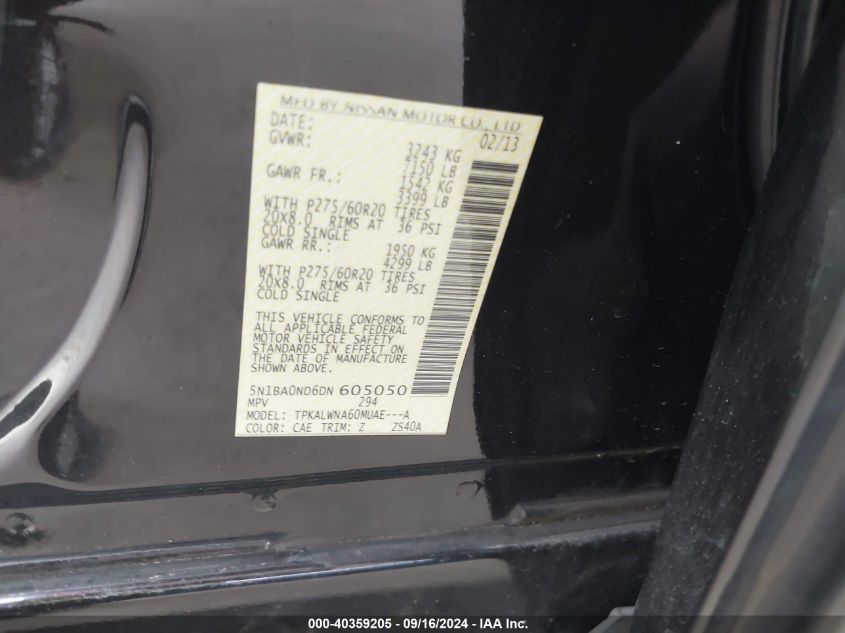 MFD BY NISSAN MOTOR CO., LTD
DATE: 02/13
GVWR: 3243 KG
7150 LB
GAWR FR.: 1542 KG
3399 LB
WITH P275/60R20 TIRES
20X8.0 RIMS AT 36 PSI
COLD SINGLE
GAWR RR.: 1950 KG
4299 LB
WITH P275/60R20 TIRES
20X8.0 RIMS AT 36 PSI
COLD SINGLE
THIS VEHICLE CONFORMS TO
ALL APPLICABLE FEDERAL
MOTOR VEHICLE SAFETY
STANDARDS IN EFFECT ON
THE DATE OF MANUFACTURE
SHOWN ABOVE.
5N1BA0ND6DN 605050
MPV 294
MODEL: TPKALWNA60MUAE---A
COLOR: CAE TRIM: Z ZS40A
000-40359205 - 09/16/2024 - IAA Inc.